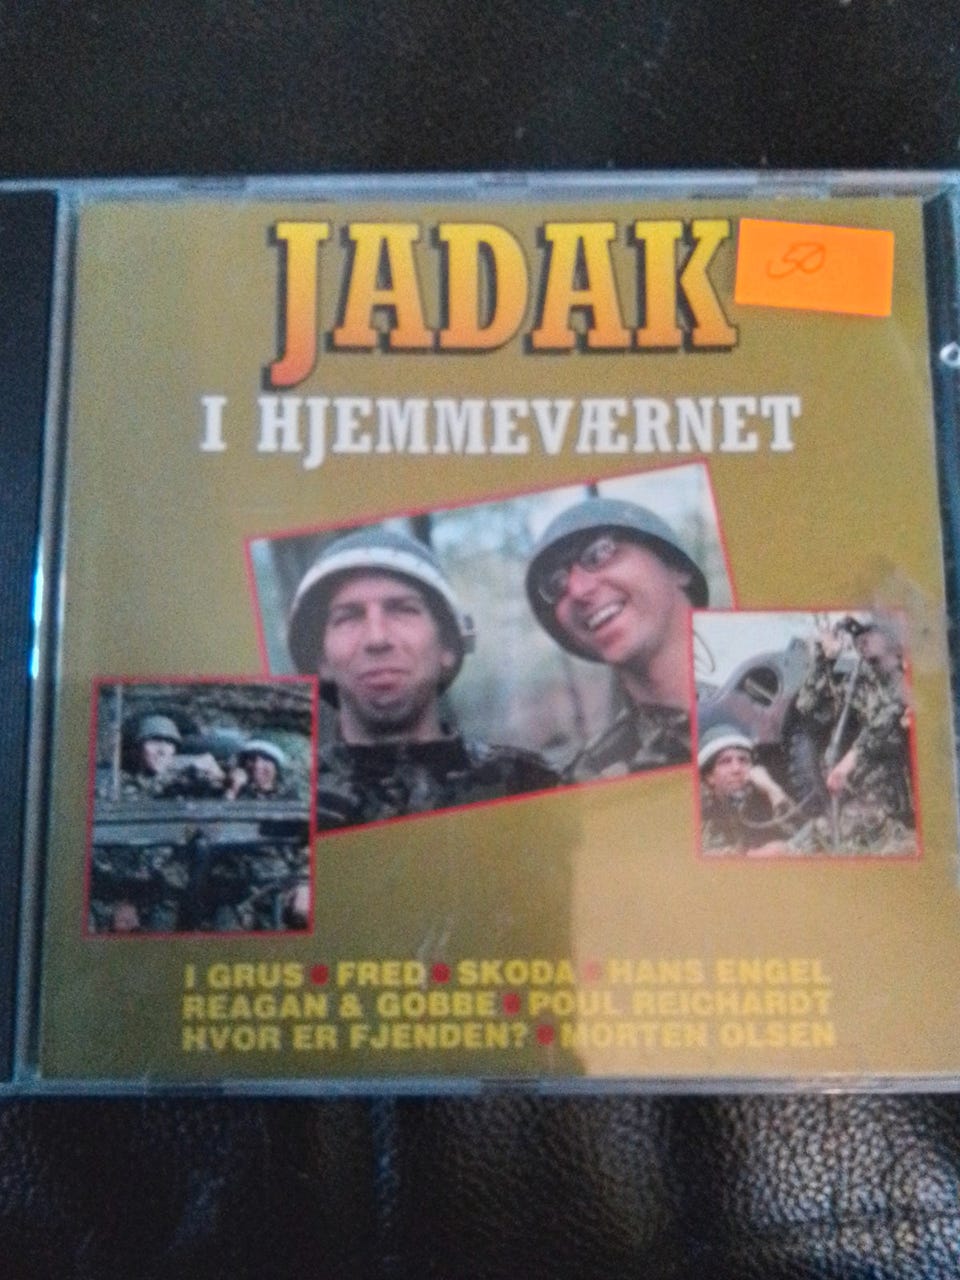 JADAK
50
I HJEMMEVÆRNET
I GRUS • FRED • SKODA • HANS ENGEL
REAGAN & GOBBE • POUL REICHARDT
HVOR ER FJENDEN? • MORTEN OLSEN